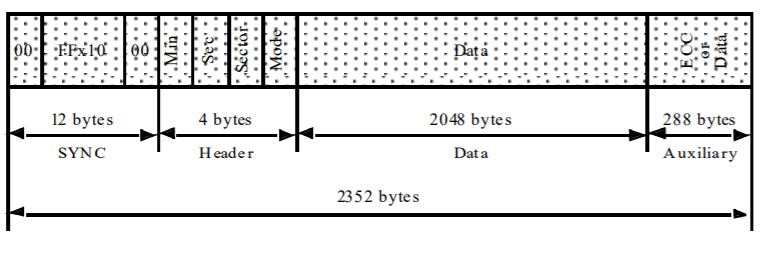 00 FFx10 00 Min Sec Sector Mode Data ECC or Data
12 bytes 4 bytes 2048 bytes 288 bytes
SYNC Header Data Auxiliary
2352 bytes